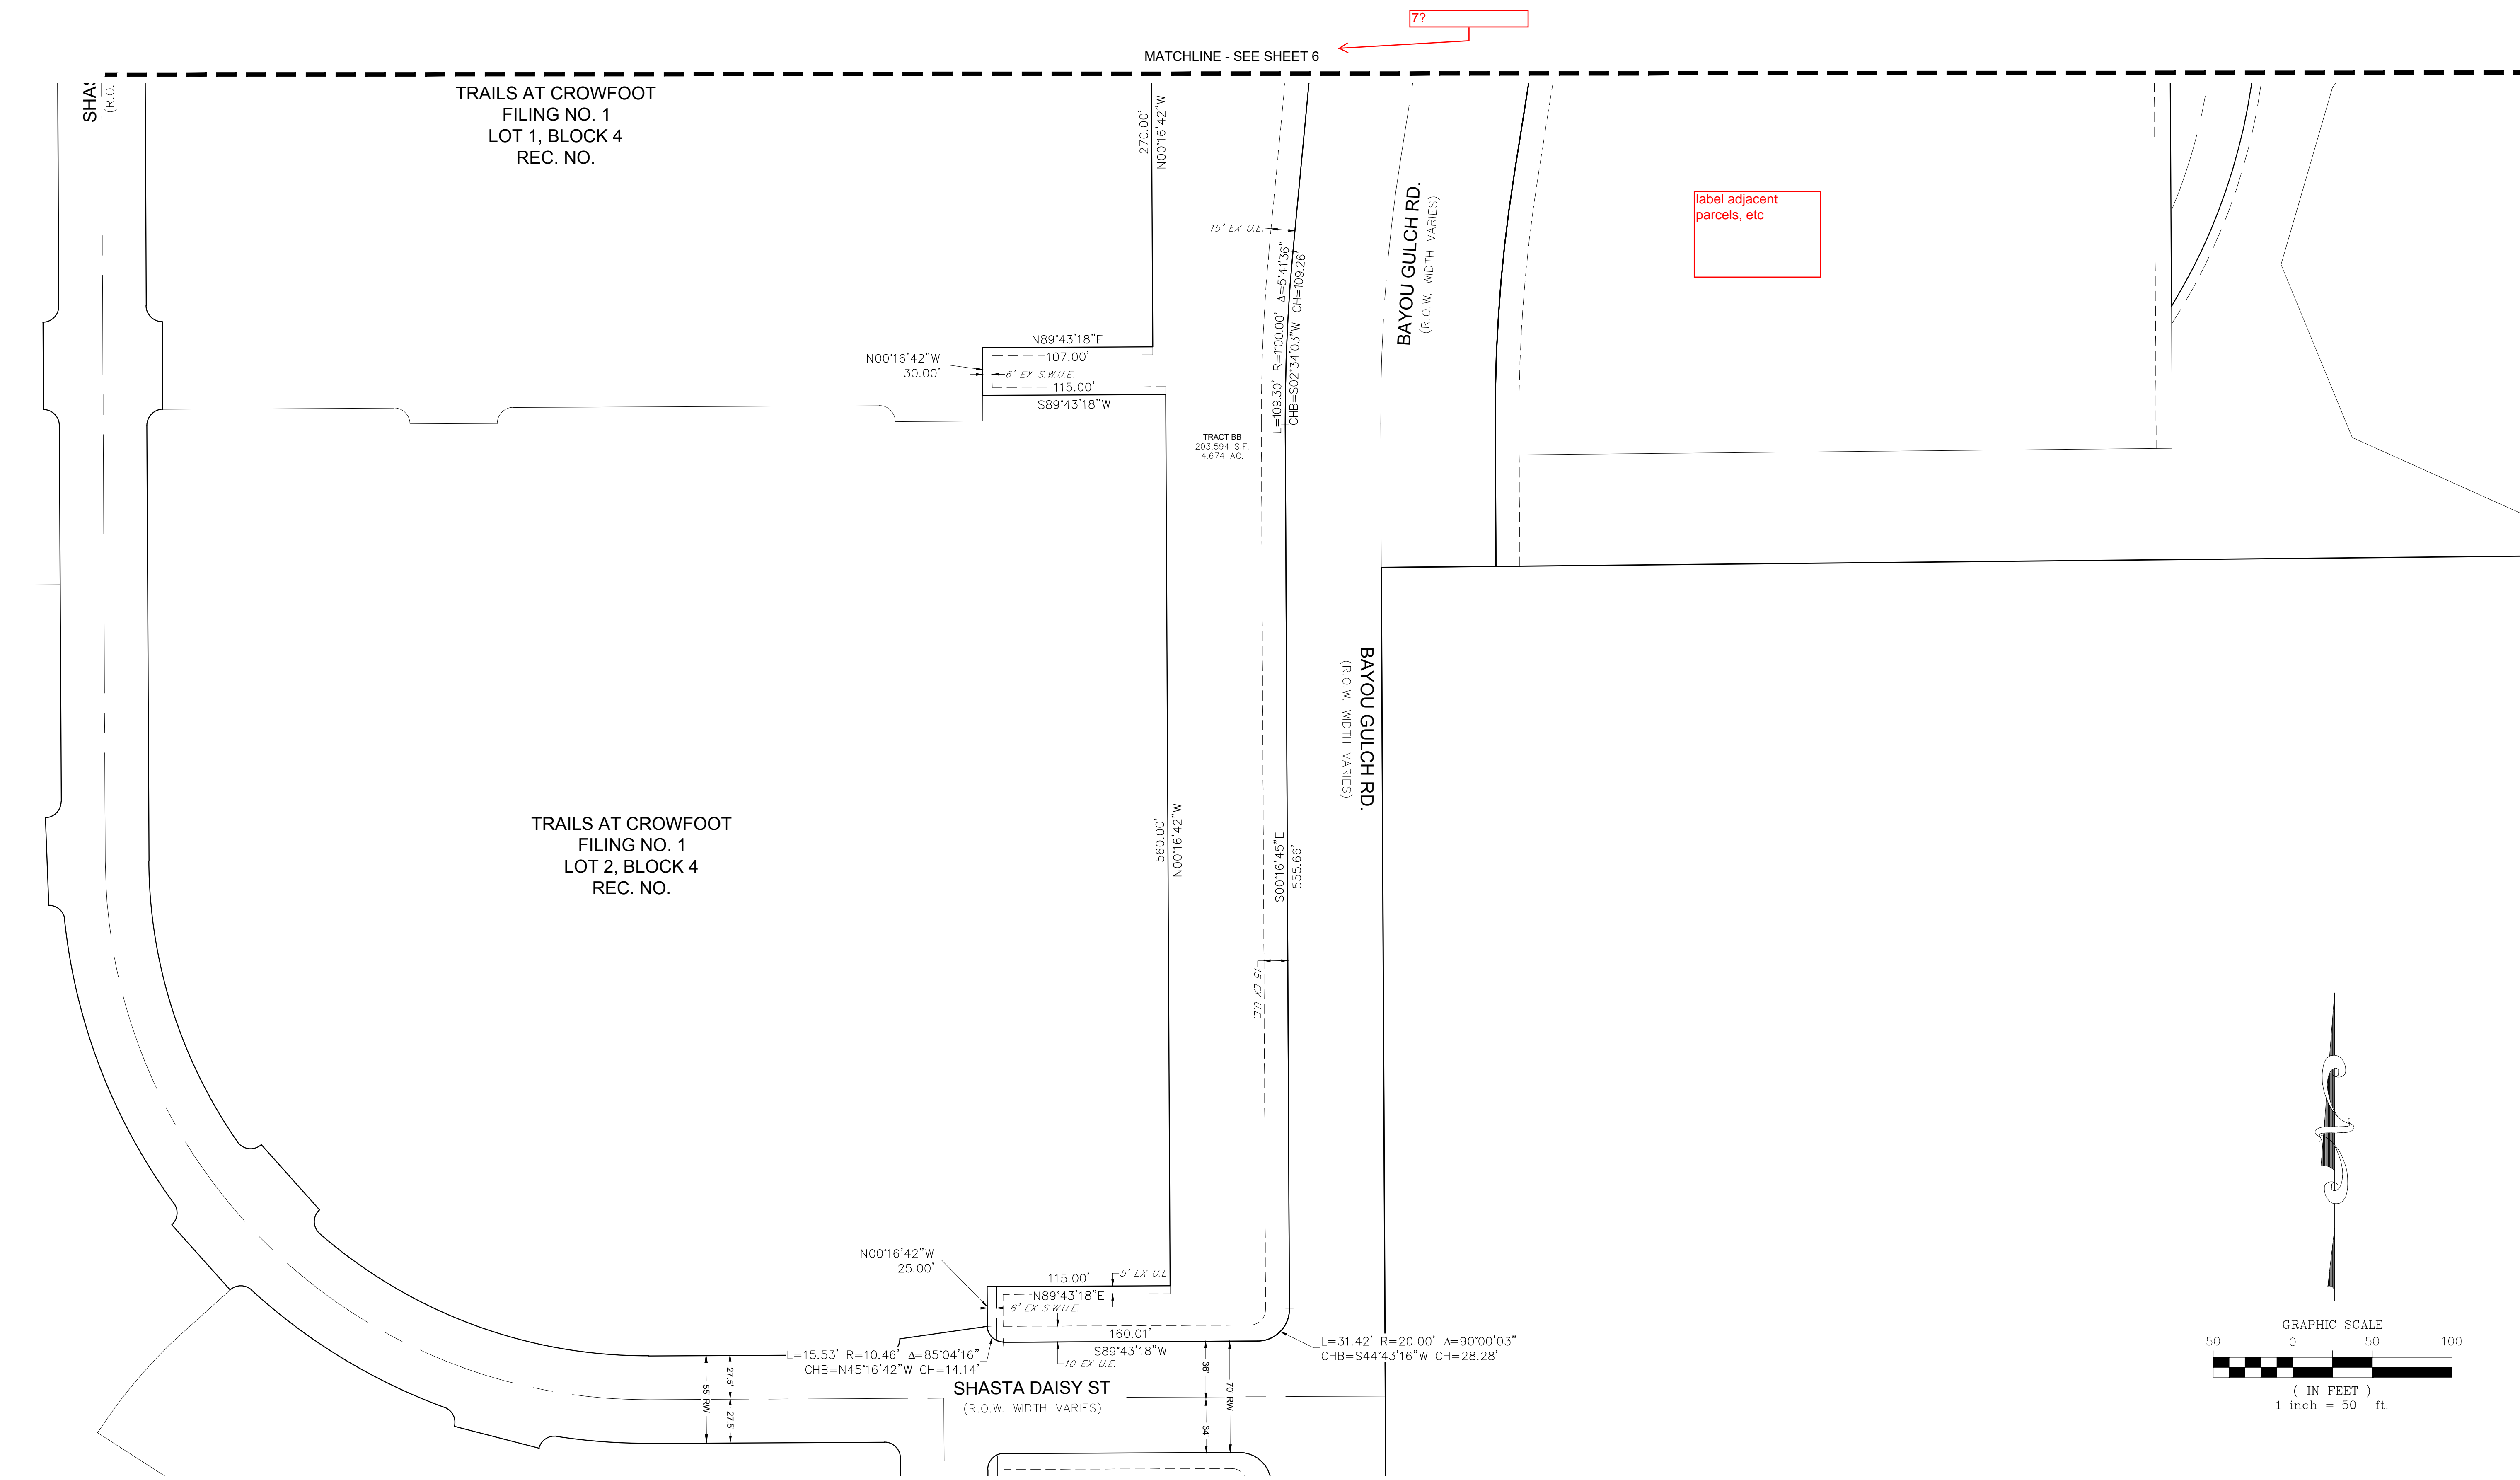 7?
MATCHLINE - SEE SHEET 6
(R.O.
TRAILS AT CROWFOOT
FILING NO. 1
LOT 1, BLOCK 4
REC. NO.
270.00'
N00°16'42"W
15' EX U.E.
L=109.30' R=1100.00' Δ=5°41'36"
CHB=S02°34'03"W CH=109.26'
BAYOU GULCH RD.
(R.O.W. WIDTH VARIES)
label adjacent
parcels, etc
N89°43'18"E
107.00'
N00°16'42"W
30.00'
6' EX S.W.U.E.
115.00'
S89°43'18"W
TRACT BB
203,594 S.F.
4.674 AC.
BAYOU GULCH RD.
(R.O.W. WIDTH VARIES)
TRAILS AT CROWFOOT
FILING NO. 1
LOT 2, BLOCK 4
REC. NO.
560.00'
N00°16'42"W
S00°16'45"E
555.66'
15' EX U.E.
N00°16'42"W
25.00'
115.00'
N89°43'18"E
5' EX U.E.
6' EX S.W.U.E.
160.01'
S89°43'18"W
10 EX U.E.
L=15.53' R=10.46' Δ=85°04'16"
CHB=N45°16'42"W CH=14.14'
L=31.42' R=20.00' Δ=90°00'03"
CHB=S44°43'16"W CH=28.28'
55' RW
27.5'
27.5'
SHASTA DAISY ST
(R.O.W. WIDTH VARIES)
36'
34'
70' RW
GRAPHIC SCALE
50 0 50 100
( IN FEET )
1 inch = 50 ft.